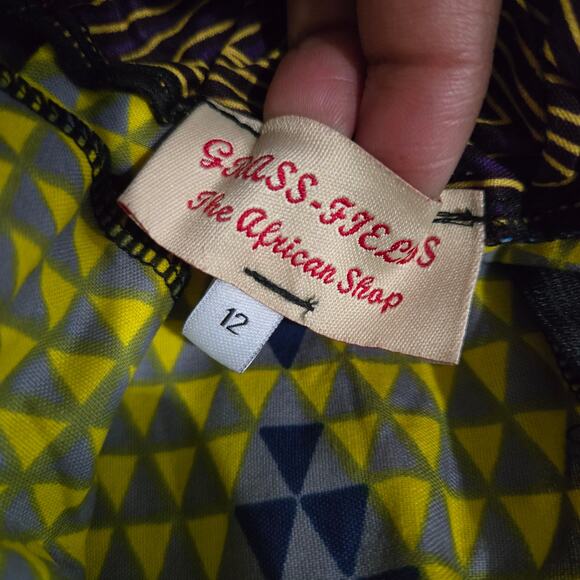 GRASS-FIELDS
The African Shop
12